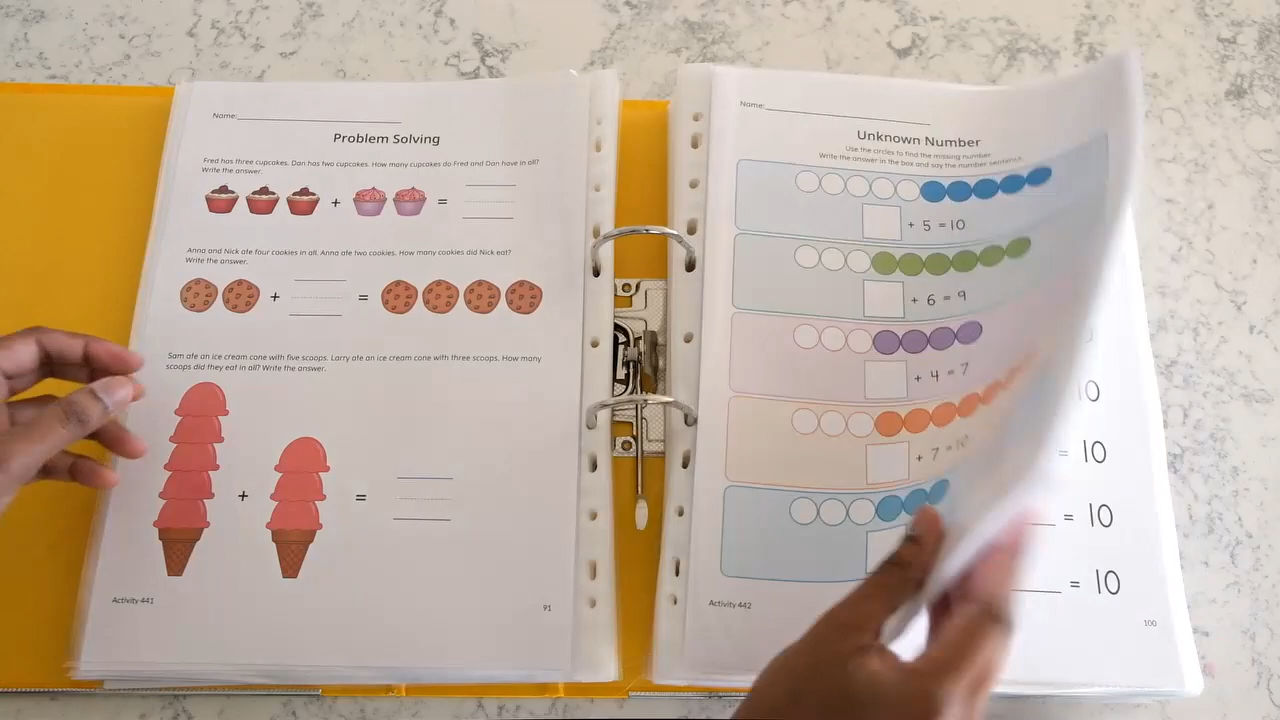 Name:
Problem Solving
Fred has three cupcakes. Dan has two cupcakes. How many cupcakes do Fred and Dan have in all?
Write the answer.
+ =
Anna and Nick ate four cookies in all. Anna ate two cookies. How many cookies did Nick eat?
Write the answer.
+ =
Sam ate an ice cream cone with five scoops. Larry ate an ice cream cone with three scoops. How many
scoops did they eat in all? Write the answer.
+ =
Activity 441
91
Name:
Unknown Number
Use the circles to find the missing number.
Write the answer in the box and say the number sentence.
+ 5 = 10
+ 6 = 9
+ 4 = 7
+ 7 = 10
Activity 442
10
= 10
= 10
= 10
100